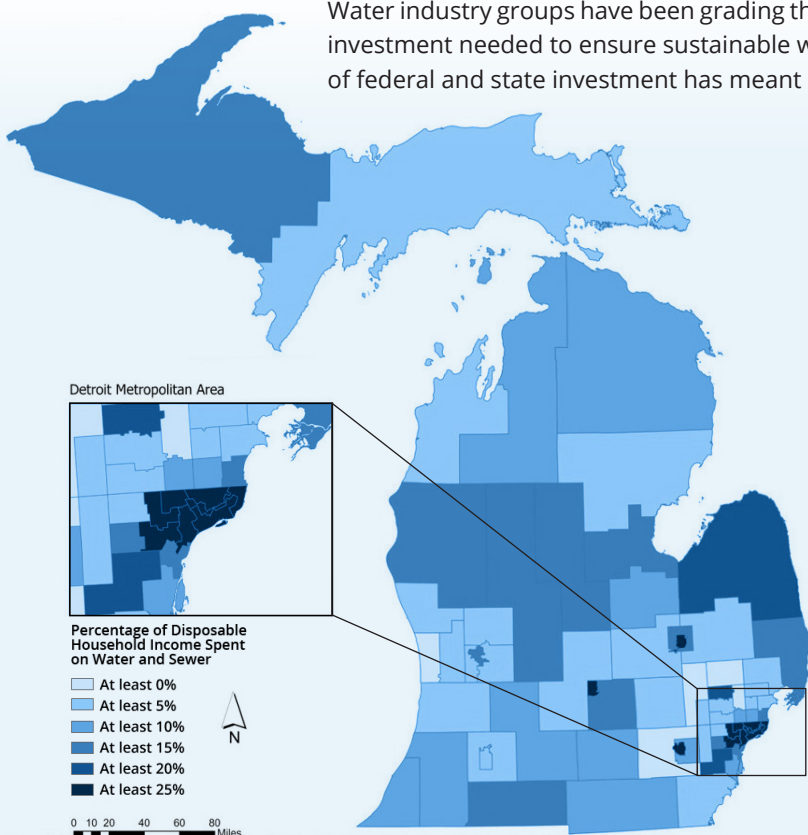 Water industry groups have been grading th
investment needed to ensure sustainable w
of federal and state investment has meant
Detroit Metropolitan Area
Percentage of Disposable
Household Income Spent
on Water and Sewer
At least 0%
At least 5%
At least 10%
At least 15%
At least 20%
At least 25%
N
0 10 20 40 60 80
Miles